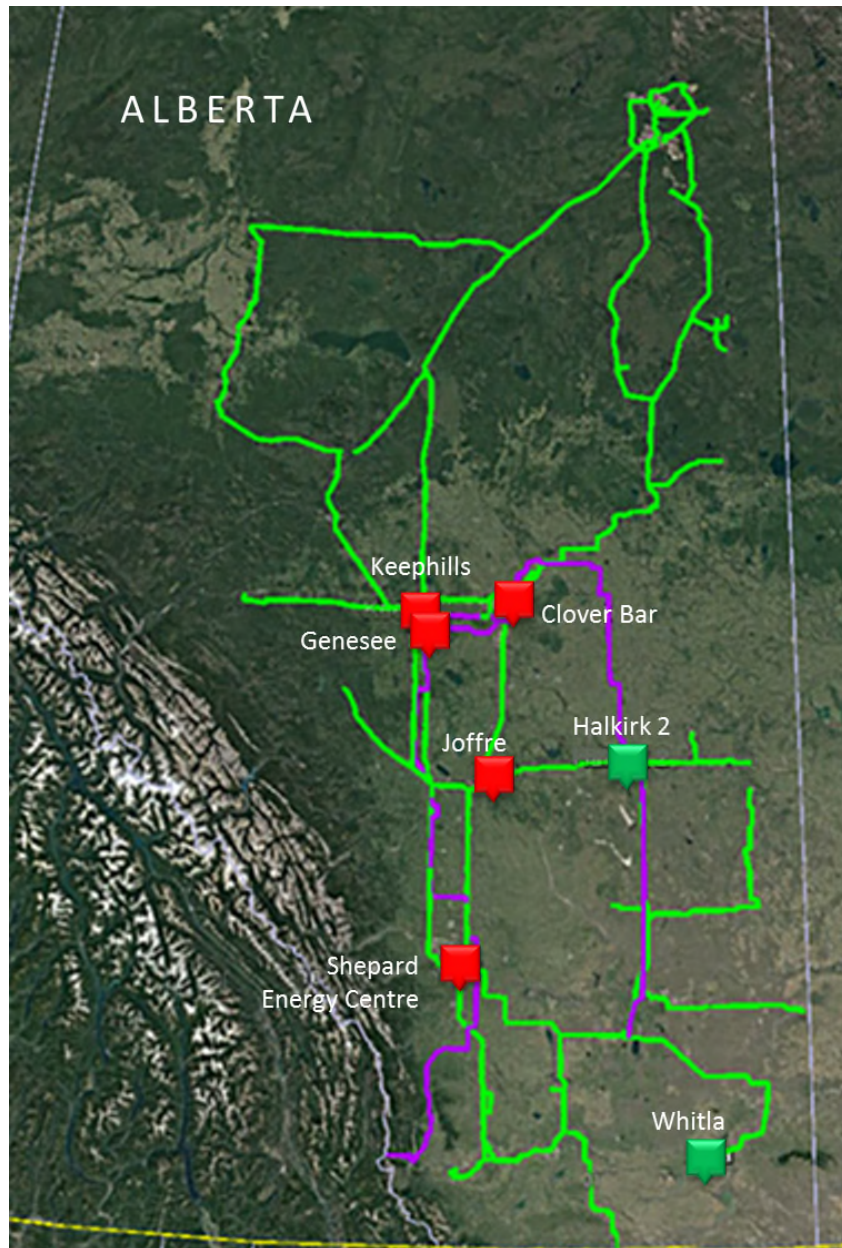 ALBERTA
Keephills
Clover Bar
Genesee
Halkirk 2
Joffre
Shepard
Energy Centre
Whitla